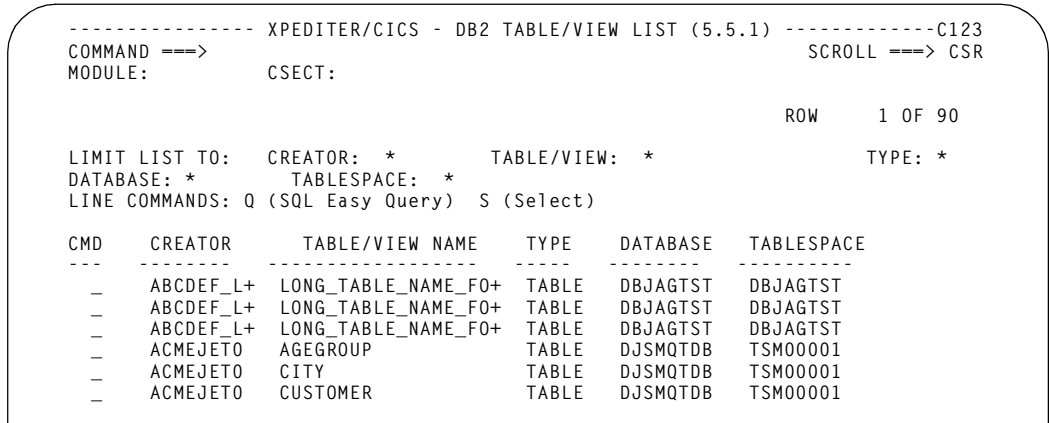 ---------------- XPEDITER/CICS - DB2 TABLE/VIEW LIST (5.5.1) -------------C123
COMMAND ===> SCROLL ===> CSR
MODULE: CSECT:
ROW 1 OF 90
LIMIT LIST TO: CREATOR: * TABLE/VIEW: * TYPE: *
DATABASE: * TABLESPACE: *
LINE COMMANDS: Q (SQL Easy Query) S (Select)
CMD CREATOR TABLE/VIEW NAME TYPE DATABASE TABLESPACE
--- -------- ------------------ ----- -------- ----------
_ ABCDEF_L+ LONG_TABLE_NAME_FO+ TABLE DBJAGTST DBJAGTST
_ ABCDEF_L+ LONG_TABLE_NAME_FO+ TABLE DBJAGTST DBJAGTST
_ ABCDEF_L+ LONG_TABLE_NAME_FO+ TABLE DBJAGTST DBJAGTST
_ ACMEJET0 AGEGROUP TABLE DJSMQTDB TSM00001
_ ACMEJET0 CITY TABLE DJSMQTDB TSM00001
_ ACMEJET0 CUSTOMER TABLE DJSMQTDB TSM00001